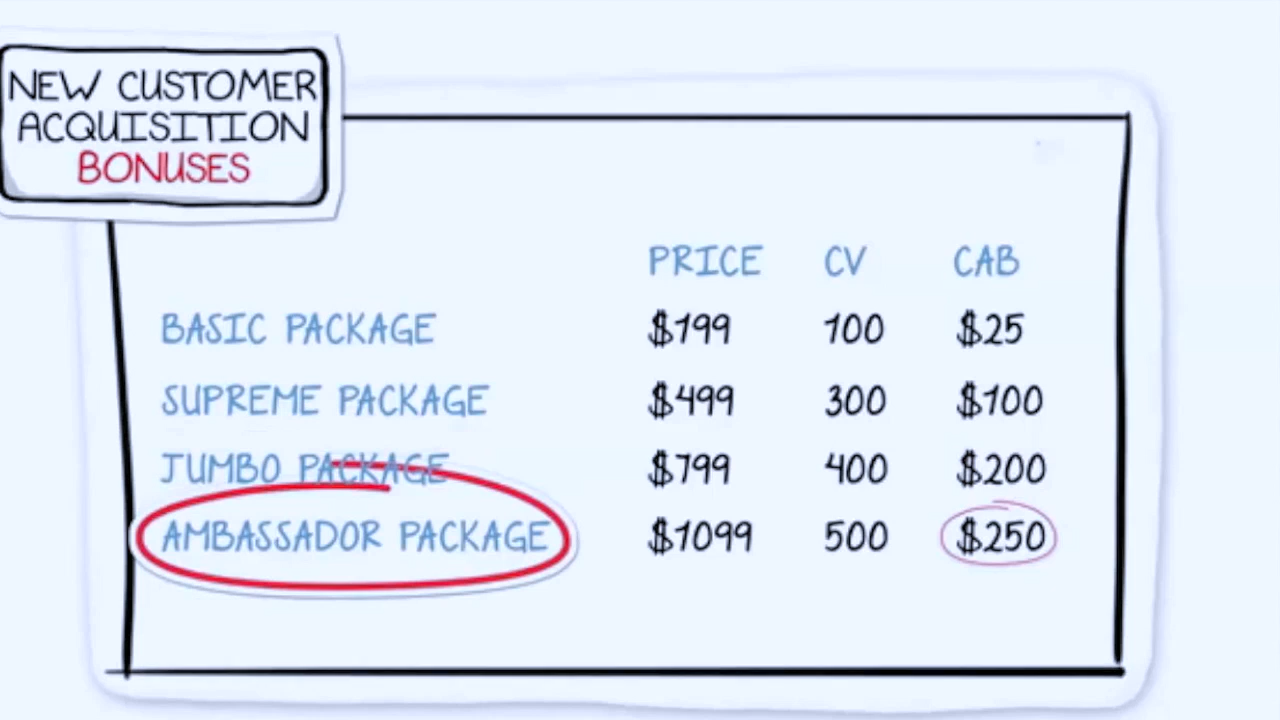 NEW CUSTOMER
ACQUISITION
BONUSES
PRICE CV CAB
BASIC PACKAGE $199 100 $25
SUPREME PACKAGE $499 300 $100
JUMBO PACKAGE $799 400 $200
AMBASSADOR PACKAGE $1099 500 $250